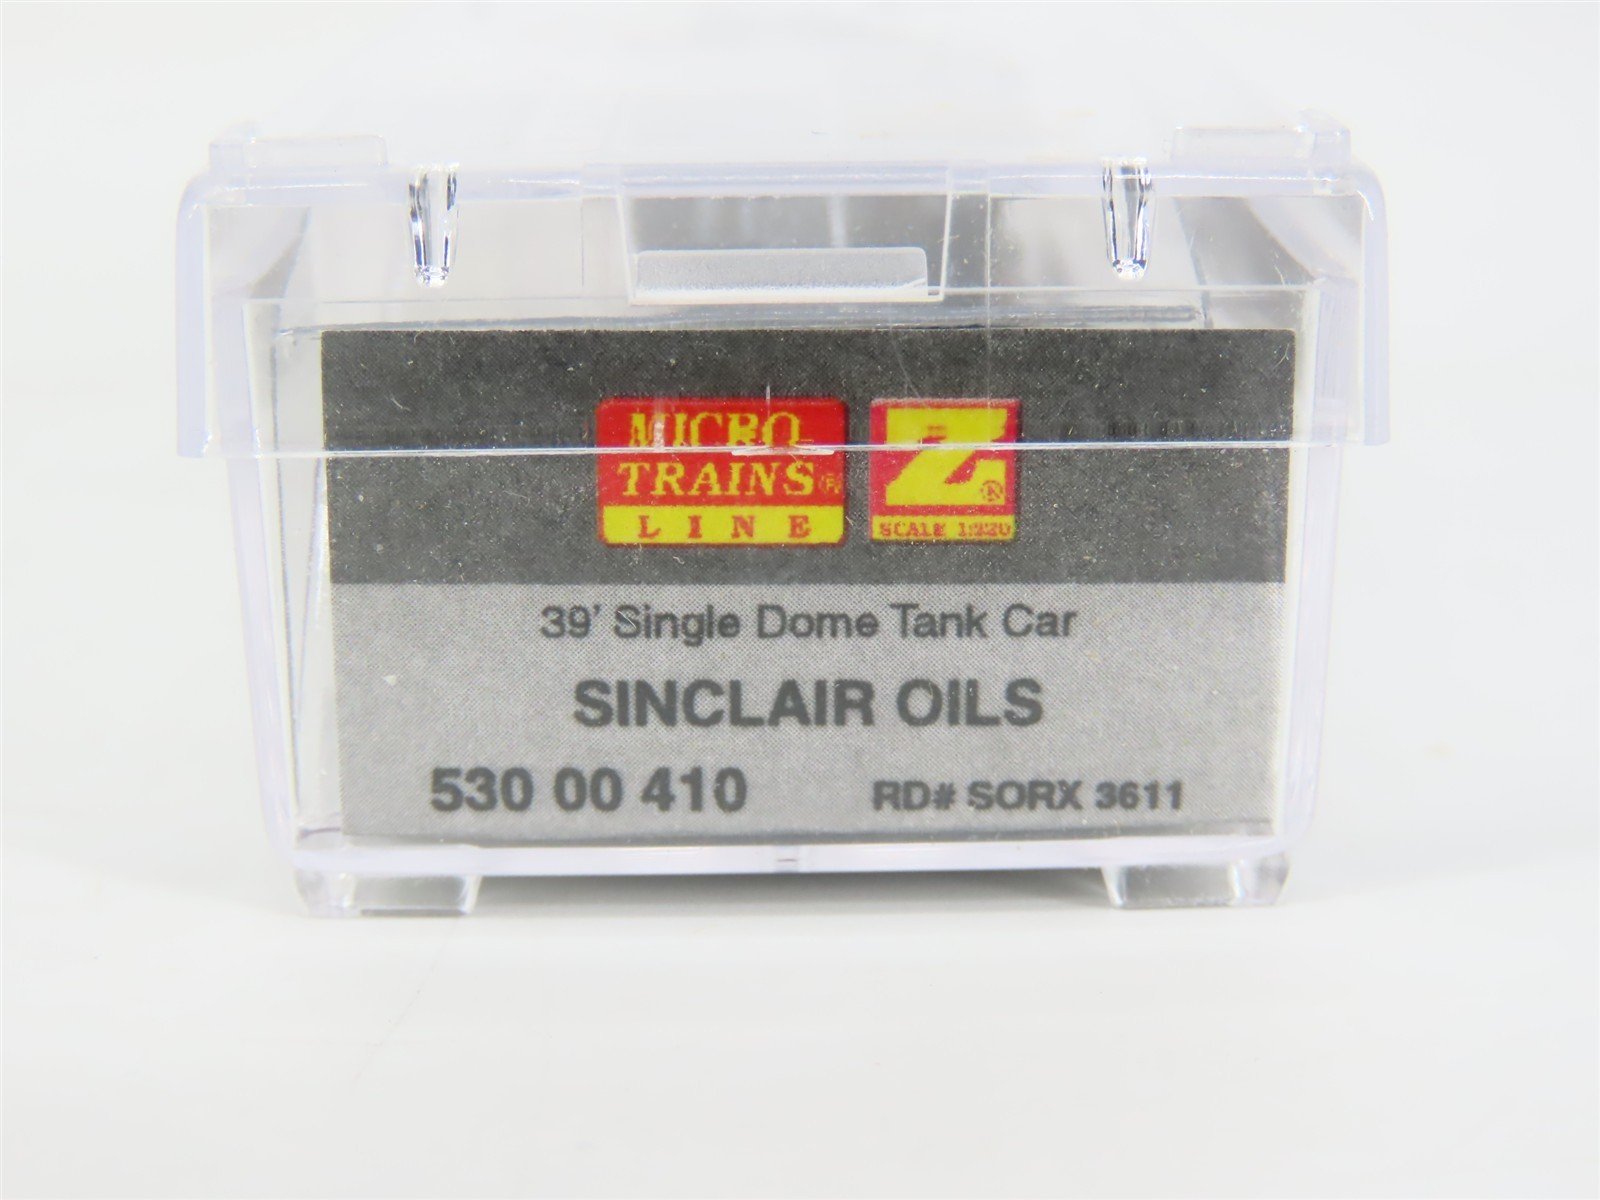 MICRO-
TRAINS®
LINE
Z®
SCALE 1:220
39' Single Dome Tank Car
SINCLAIR OILS
530 00 410 RD# SORX 3611